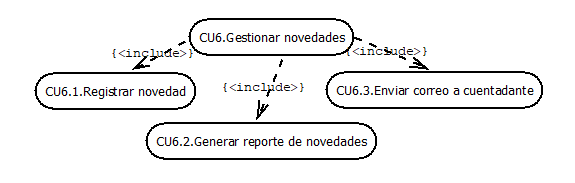 CU6.Gestionar novedades
{<include>}
{<include>}
CU6.1.Registrar novedad
{<include>}
CU6.3.Enviar correo a cuentadante
CU6.2.Generar reporte de novedades